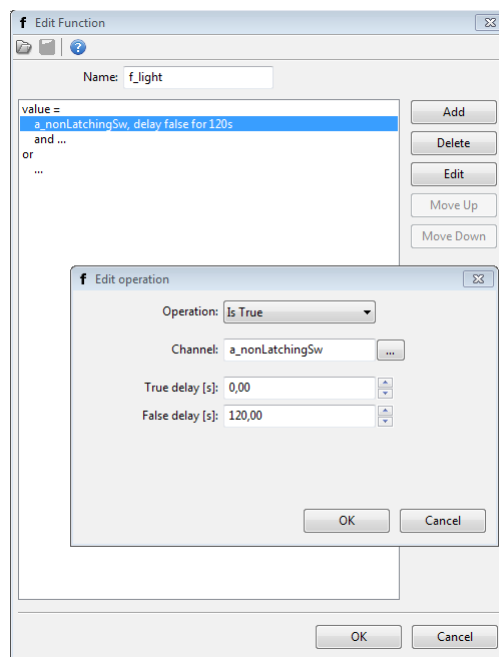 f Edit Function
?
Name: f_light
value =
a_nonLatchingSw, delay false for 120s
and ...
or
...
Add
Delete
Edit
Move Up
Move Down
f Edit operation
Operation: Is True
Channel: a_nonLatchingSw ...
True delay [s]: 0,00
False delay [s]: 120,00
OK Cancel
OK Cancel